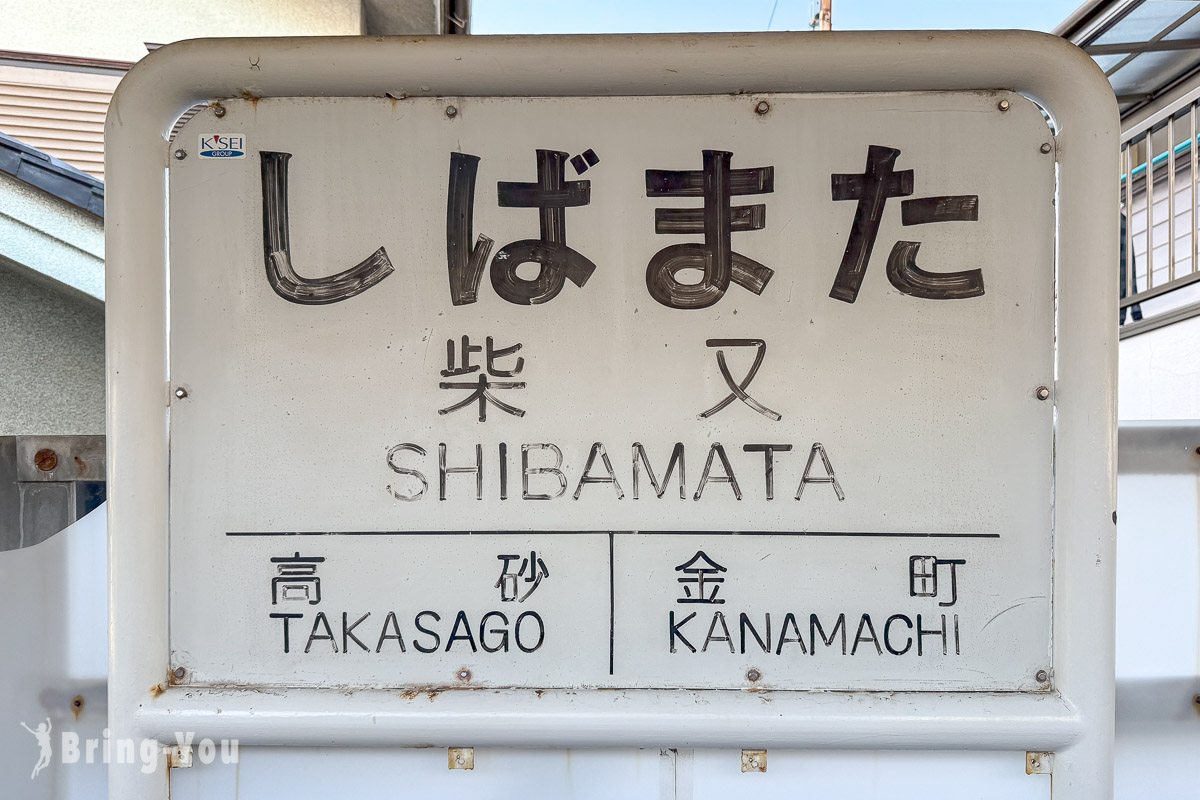 K'SEI
GROUP
しばまた
柴又
SHIBAMATA
高砂 金町
TAKASAGO KANAMACHI
Bring-You